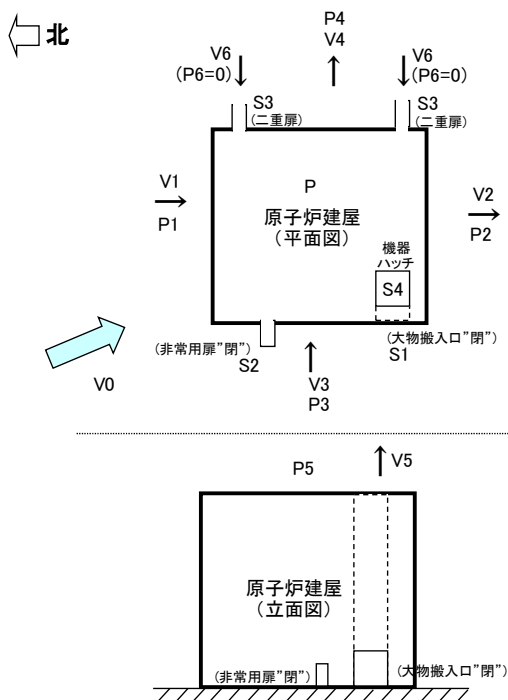 北
P4
V4
V6
(P6=0)
V6
(P6=0)
S3
(二重扉)
S3
(二重扉)
V1
P1
P
原子炉建屋
(平面図)
V2
P2
機器
ハッチ
S4
(非常用扉”閉”)
S2
(大物搬入口”閉”)
S1
V0
V3
P3
P5
V5
原子炉建屋
(立面図)
(非常用扉”閉”)
(大物搬入口”閉”)